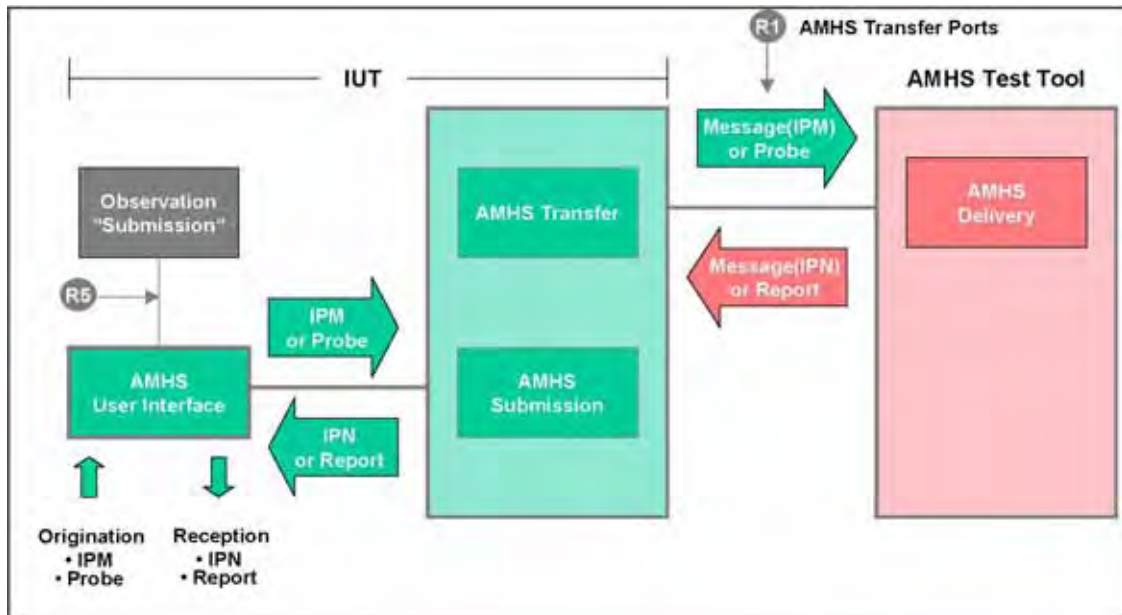 R1 AMHS Transfer Ports
IUT
AMHS Test Tool
Message(IPM)
or Probe
Observation
"Submission"
AMHS Transfer
AMHS
Delivery
Message(IPN)
or Report
R5
IPM
or Probe
AMHS
User Interface
AMHS
Submission
IPN
or Report
Origination
• IPM
• Probe
Reception
• IPN
• Report